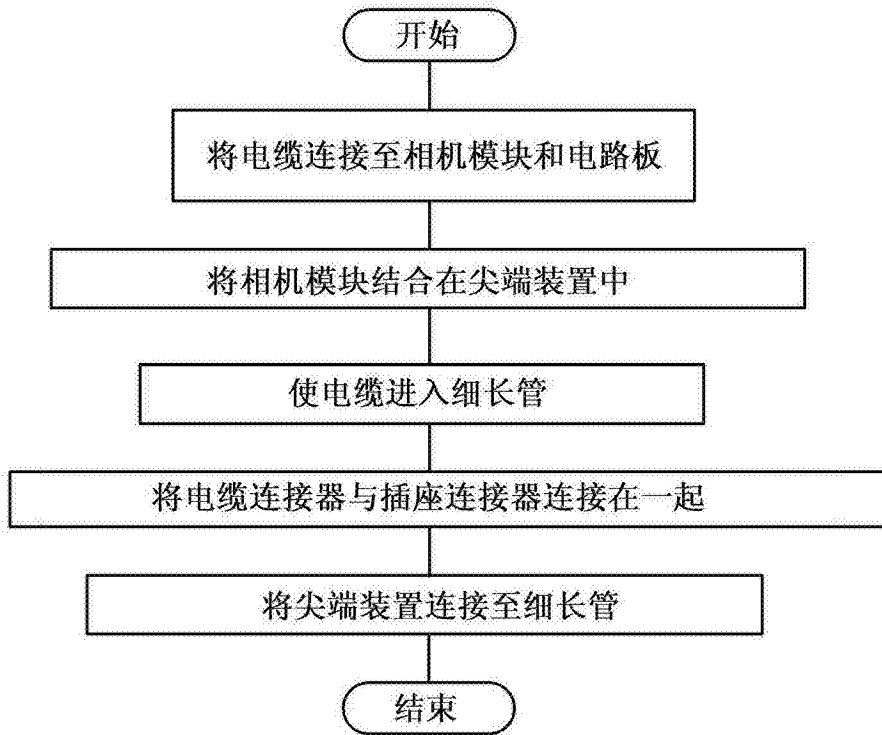 开始
将电缆连接至相机模块和电路板
将相机模块结合在尖端装置中
使电缆进入细长管
将电缆连接器与插座连接器连接在一起
将尖端装置连接至细长管
结束